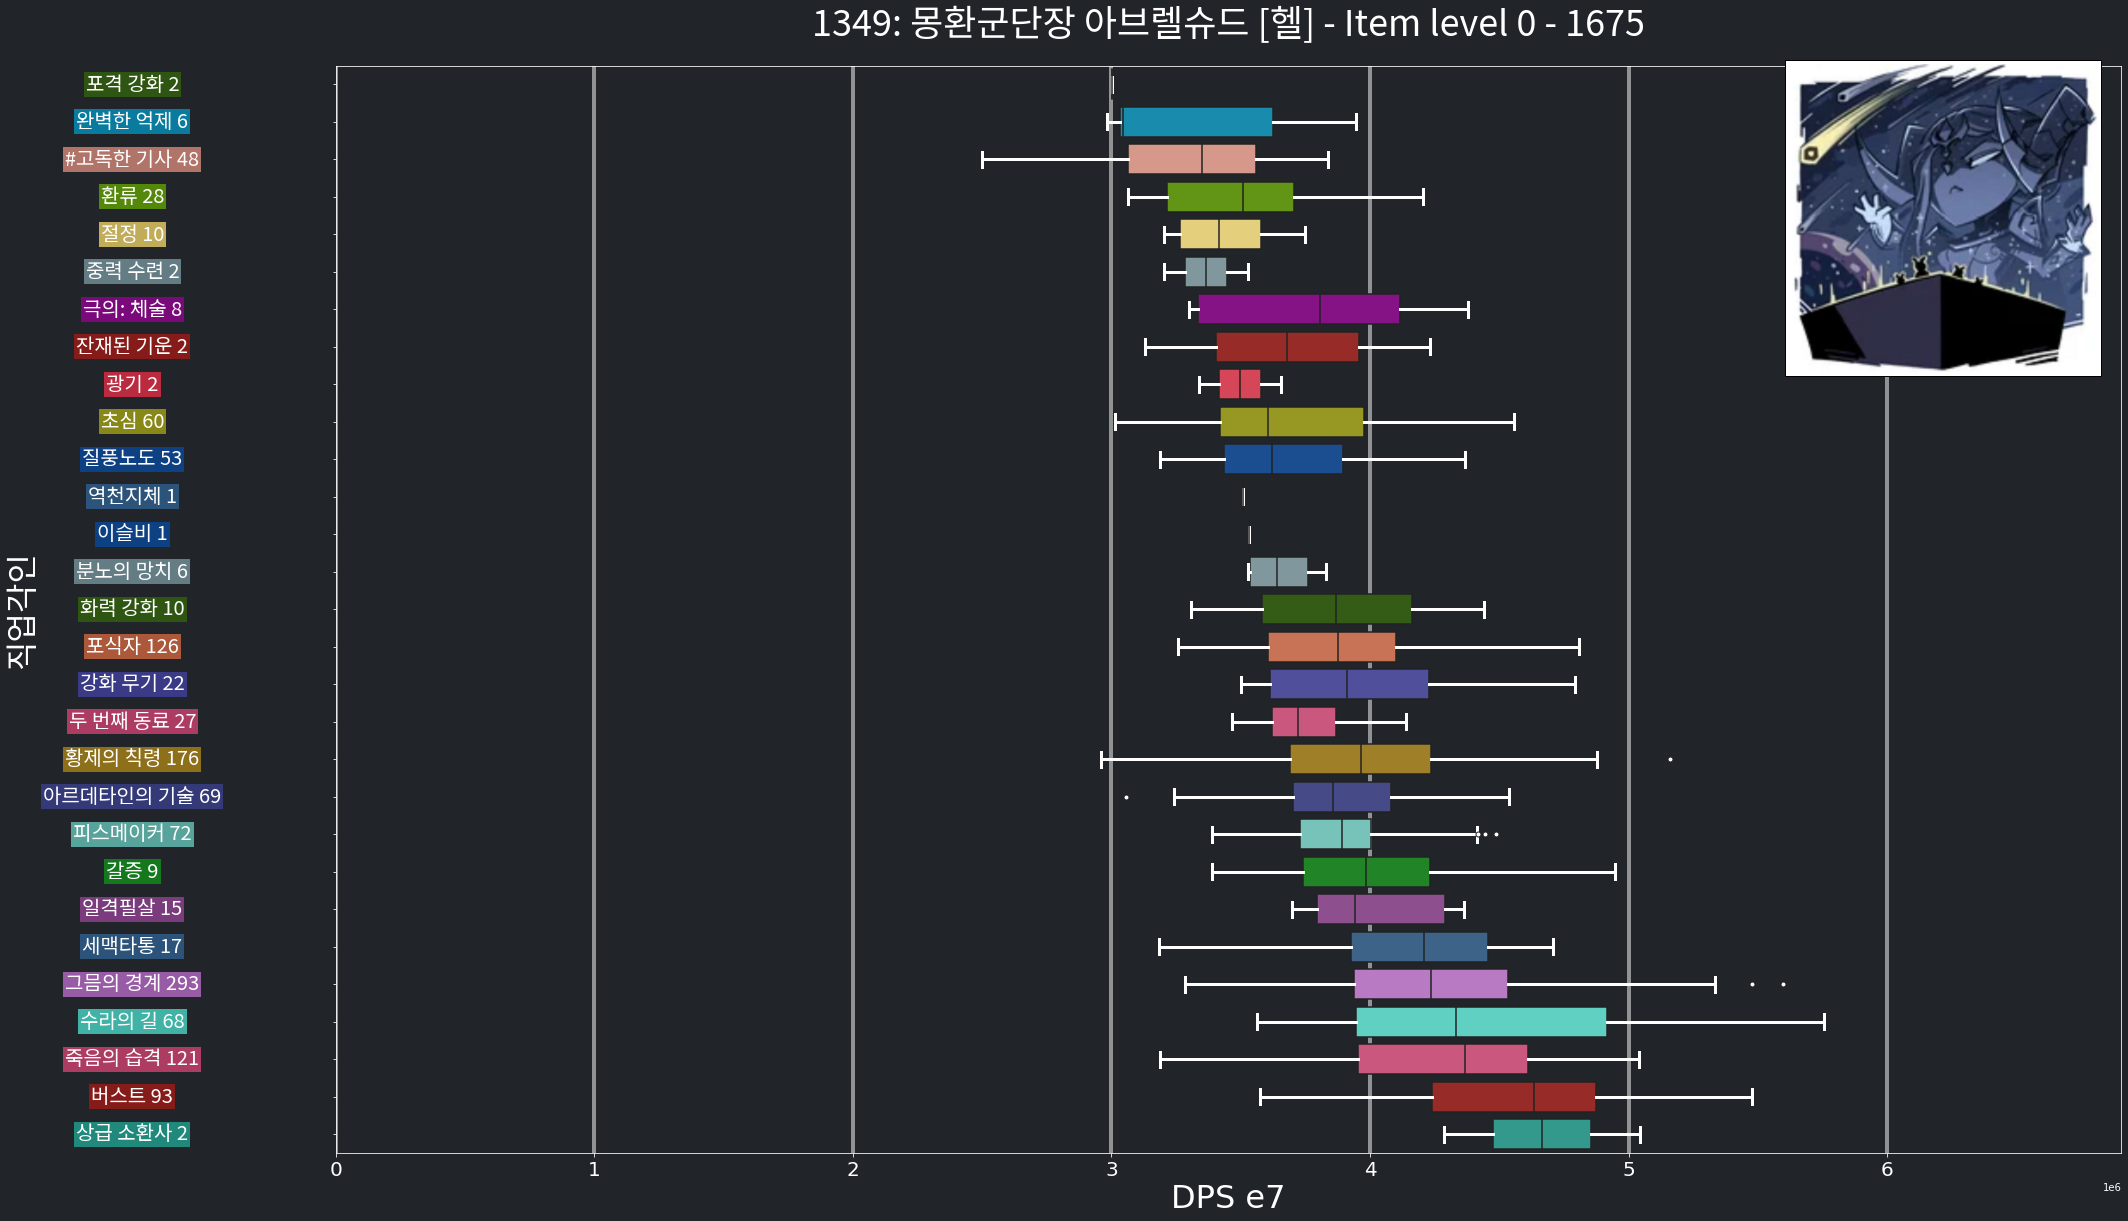 1349: 몽환군단장 아브렐슈드 [헬] - Item level 0 - 1675
포격 강화 2
완벽한 억제 6
#고독한 기사 48
환류 28
절정 10
중력 수련 2
극의: 체술 8
잔재된 기운 2
광기 2
초심 60
질풍노도 53
역천지체 1
이슬비 1
분노의 망치 6
화력 강화 10
포식자 126
강화 무기 22
두 번째 동료 27
황제의 칙령 176
아르데타인의 기술 69
피스메이커 72
갈증 9
일격필살 15
세맥타통 17
그믐의 경계 293
수라의 길 68
죽음의 습격 121
버스트 93
상급 소환사 2
직업각인
0 1 2 3 4 5 6
1e6
DPS e7